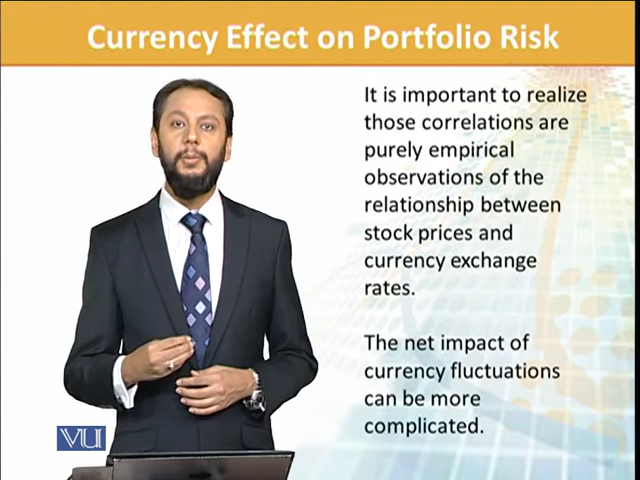 Currency Effect on Portfolio Risk
It is important to realize
those correlations are
purely empirical
observations of the
relationship between
stock prices and
currency exchange
rates.
The net impact of
currency fluctuations
can be more
complicated.
VU